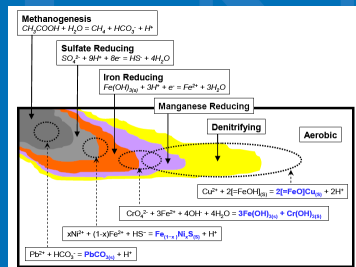 Methanogenesis
CH₃COOH + H₂O = CH₄ + HCO₃⁻ + H⁺
Sulfate Reducing
SO₄²⁻ + 9H⁺ + 8e⁻ = HS⁻ + 4H₂O
Iron Reducing
Fe(OH)₃₍ₛ₎ + 3H⁺ + e⁻ = Fe²⁺ + 3H₂O
Manganese Reducing
Denitrifying
Aerobic
Cu²⁺ + 2[=FeOH]₍S₎ = 2[=FeO]Cu₍S₎ + 2H⁺
CrO₄²⁻ + 3Fe²⁺ + 4OH⁻ + 4H₂O = 3Fe(OH)₃₍S₎ + Cr(OH)₃₍S₎
xNi²⁺ + (1-x)Fe²⁺ + HS⁻ = Fe₍₁₋ₓ₎NiₓS₍S₎ + H⁺
Pb²⁺ + HCO₃⁻ = PbCO₃₍ₛ₎ + H⁺